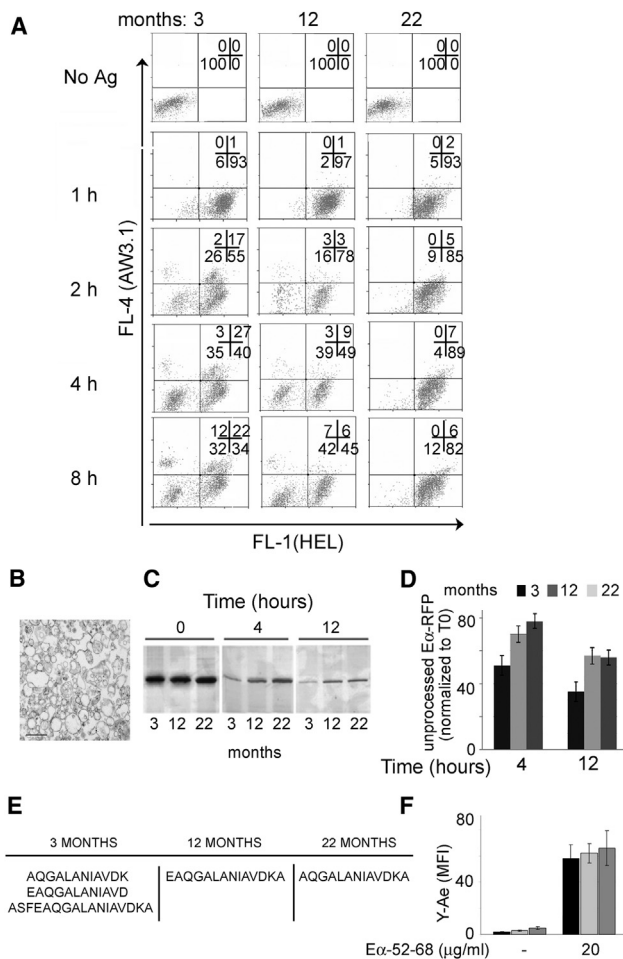 A
months: 3 12 22
No Ag
0 0
100 0
0 0
100 0
0 0
100 0
1 h
0 1
6 93
0 1
2 97
0 2
5 93
2 h
2 17
26 55
3 3
16 78
0 5
9 85
4 h
3 27
35 40
3 9
39 49
0 7
4 89
8 h
12 22
32 34
7 6
42 45
0 6
12 82
FL-4 (AW3.1)
FL-1(HEL)
B
C
Time (hours)
0 4 12
3 12 22 3 12 22 3 12 22
months
D
months 3 12 22
unprocessed Eα-RFP
(normalized to T0)
80
40
0
Time (hours) 4 12
E
3 MONTHS 12 MONTHS 22 MONTHS
AQGALANIAVDK EAQGALANIAVDKA AQGALANIAVDKA
EAQGALANIAVD
ASFEAQGALANIAVDKA
F
Y-Ae (MFI)
80
40
0
Eα-52-68 (μg/ml) - 20